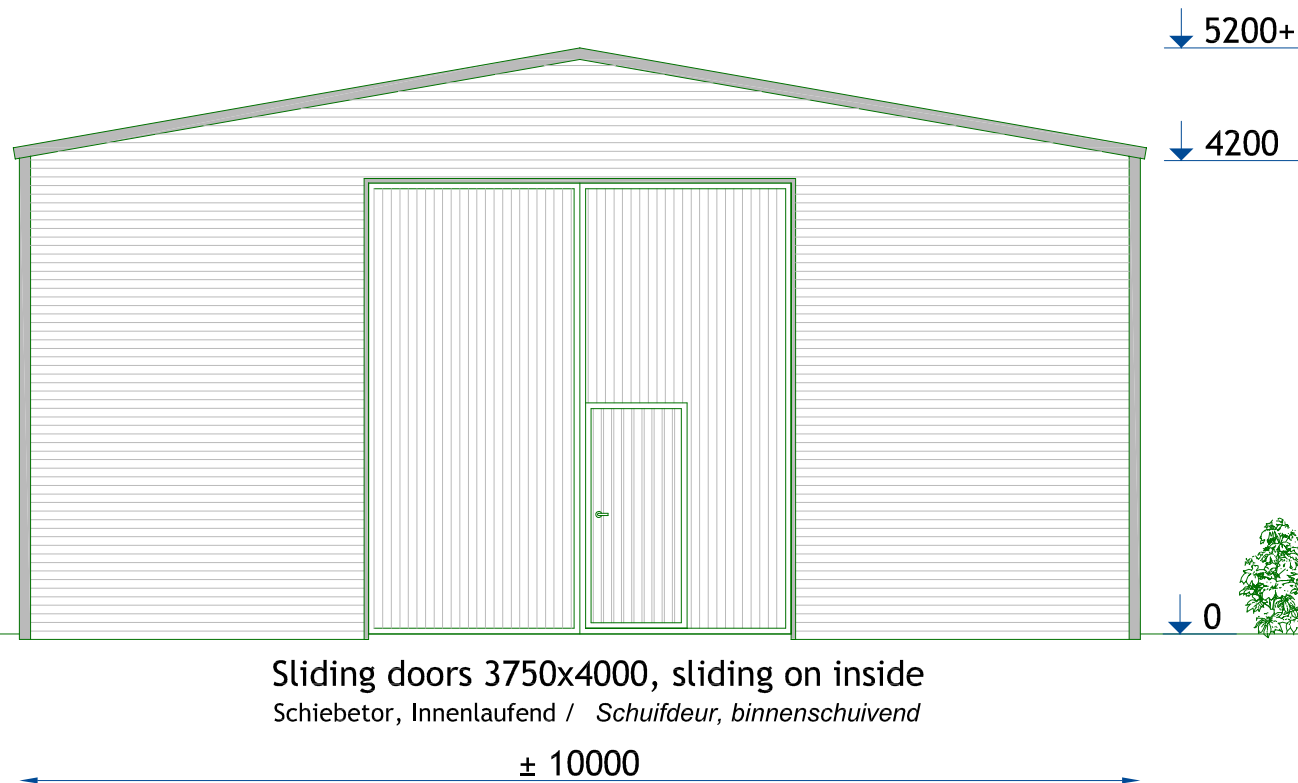 5200+
4200
0
Sliding doors 3750x4000, sliding on inside
Schiebetor, Innenlaufend / Schuifdeur, binnenschuivend
± 10000